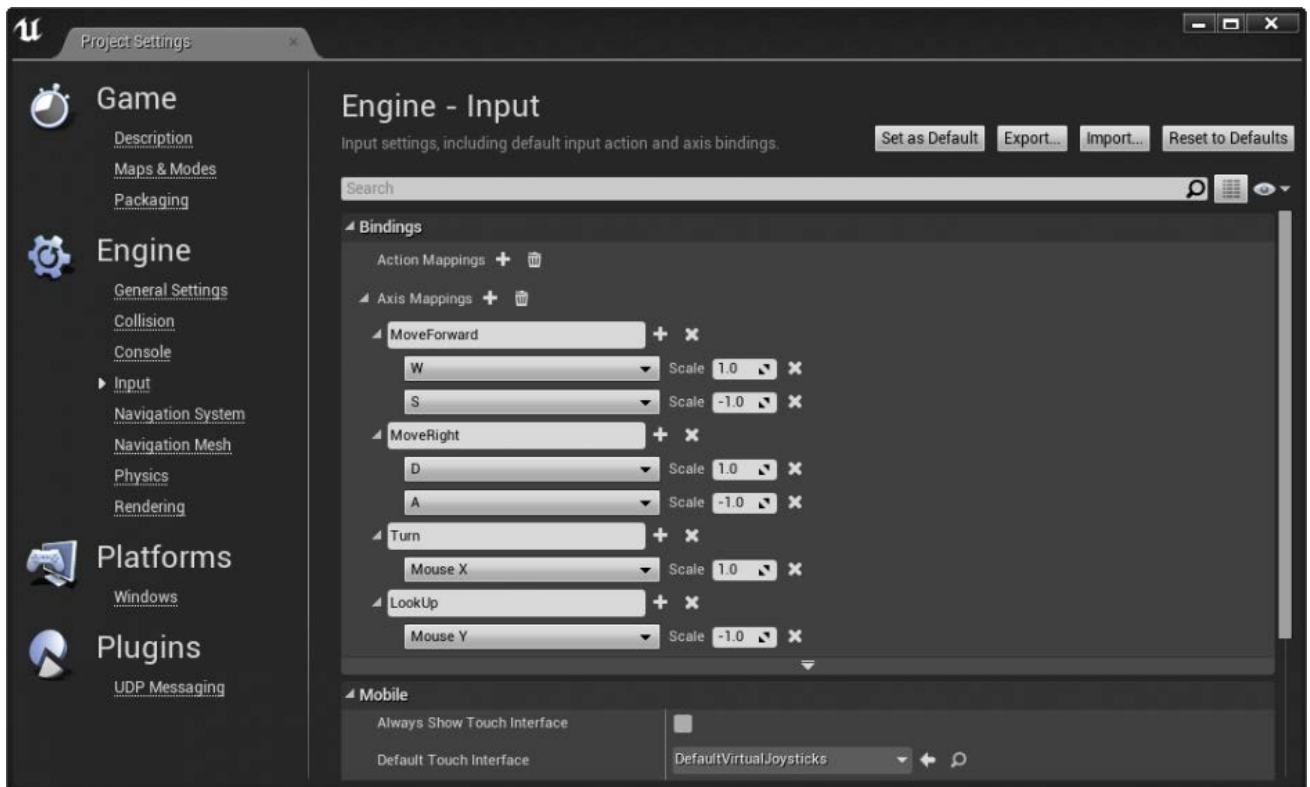 Project Settings
Game
Description
Maps & Modes
Packaging
Engine
General Settings
Collision
Console
Input
Navigation System
Navigation Mesh
Physics
Rendering
Platforms
Windows
Plugins
UDP Messaging
Engine - Input
Input settings, including default input action and axis bindings.
Set as Default Export... Import... Reset to Defaults
Search
Bindings
Action Mappings
Axis Mappings
MoveForward
W Scale 1.0
S Scale -1.0
MoveRight
D Scale 1.0
A Scale -1.0
Turn
Mouse X Scale 1.0
LookUp
Mouse Y Scale -1.0
Mobile
Always Show Touch Interface
Default Touch Interface DefaultVirtualJoysticks